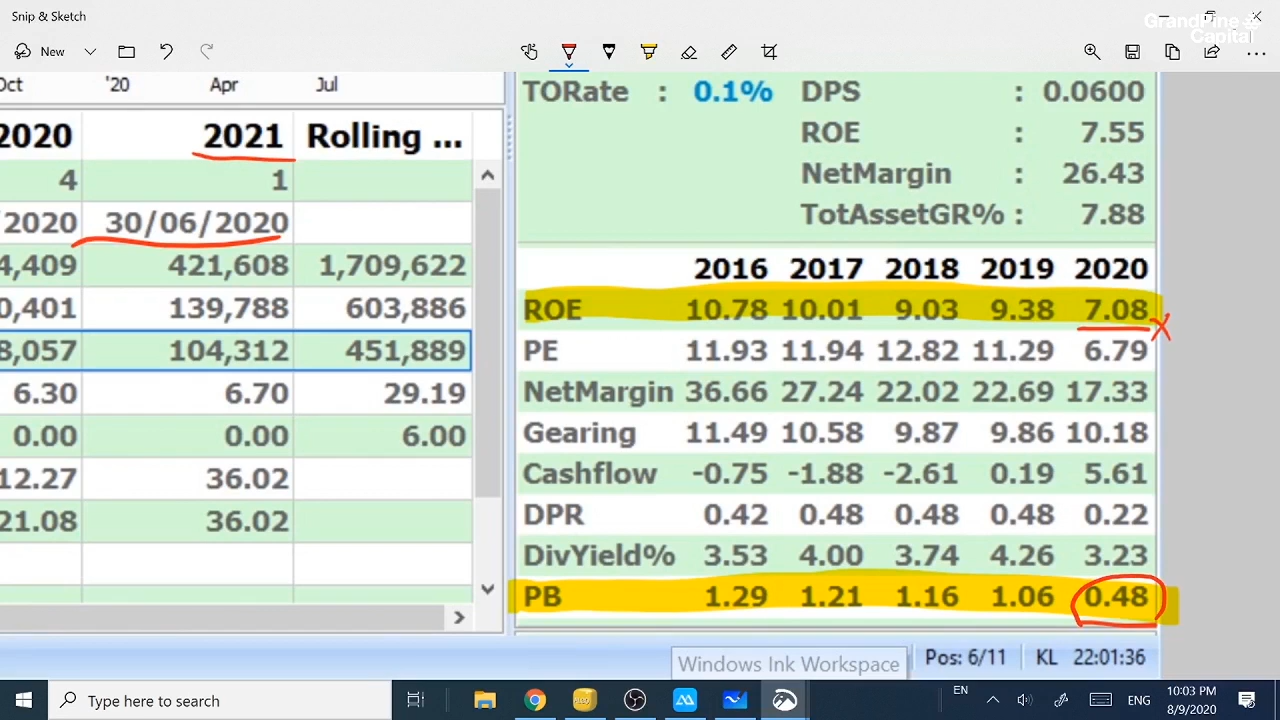 Snip & Sketch
GrandPine Capital
New
Oct '20 Apr Jul
2020 2021 Rolling ...
4 1
/2020 30/06/2020
4,409 421,608 1,709,622
0,401 139,788 603,886
8,057 104,312 451,889
6.30 6.70 29.19
0.00 0.00 6.00
12.27 36.02
21.08 36.02
TORate : 0.1% DPS : 0.0600
ROE : 7.55
NetMargin : 26.43
TotAssetGR% : 7.88
2016 2017 2018 2019 2020
ROE 10.78 10.01 9.03 9.38 7.08 X
PE 11.93 11.94 12.82 11.29 6.79
NetMargin 36.66 27.24 22.02 22.69 17.33
Gearing 11.49 10.58 9.87 9.86 10.18
Cashflow -0.75 -1.88 -2.61 0.19 5.61
DPR 0.42 0.48 0.48 0.48 0.22
DivYield% 3.53 4.00 3.74 4.26 3.23
PB 1.29 1.21 1.16 1.06 0.48
Windows Ink Workspace Pos: 6/11 KL 22:01:36
Type here to search EN ENG 10:03 PM
8/9/2020